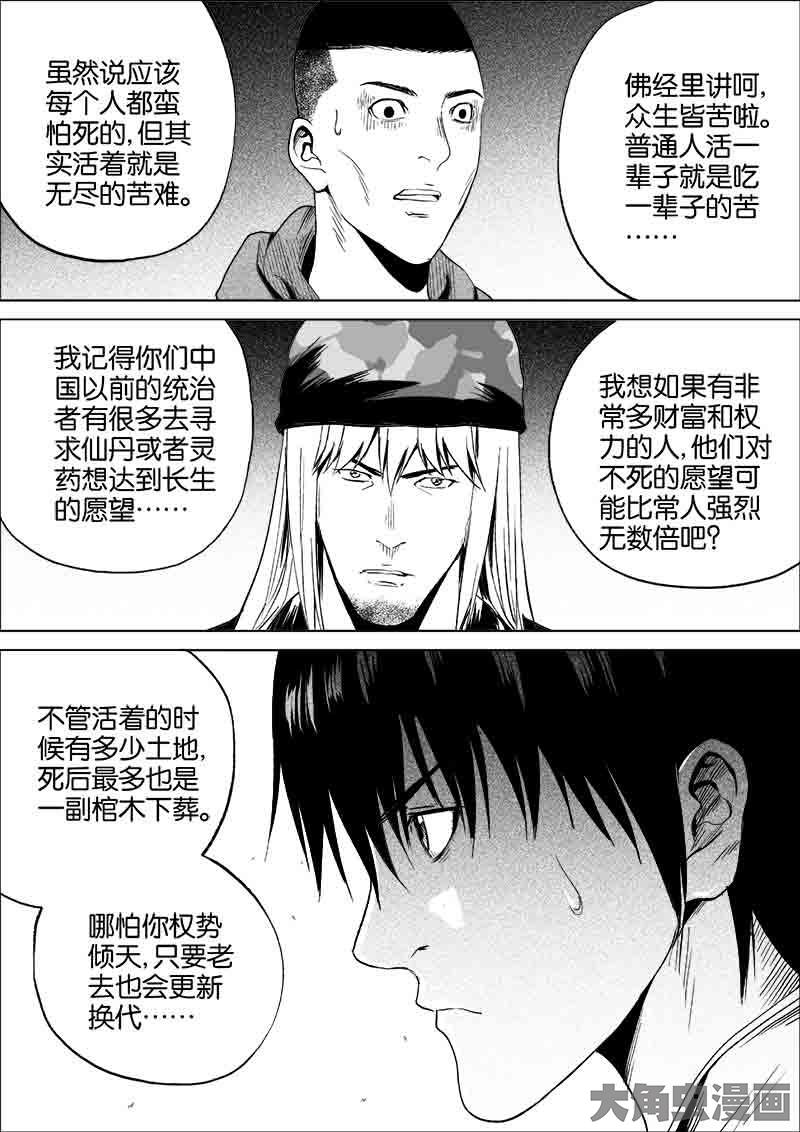 虽然说应该
每个人都蛮
怕死的,但其
实活着就是
无尽的苦难。
佛经里讲呵,
众生皆苦啦。
普通人活一
辈子就是吃
一辈子的苦
……
我记得你们中
国以前的统治
者有很多去寻
求仙丹或者灵
药想达到长生
的愿望……
我想如果有非
常多财富和权
力的人,他们对
不死的愿望可
能比常人强烈
无数倍吧?
不管活着的时
候有多少土地,
死后最多也是
一副棺木下葬。
哪怕你权势
倾天,只要老
去也会更新
换代……
大角虫漫画